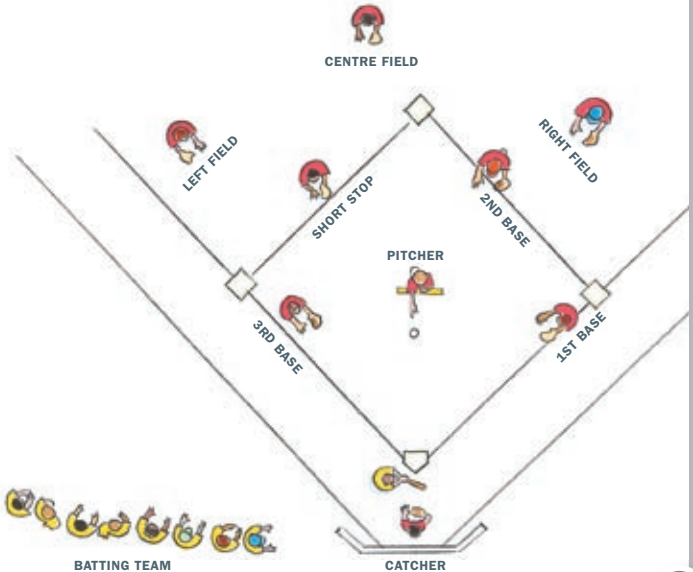 CENTRE FIELD
LEFT FIELD
RIGHT FIELD
SHORT STOP
2ND BASE
PITCHER
3RD BASE
1ST BASE
BATTING TEAM
CATCHER